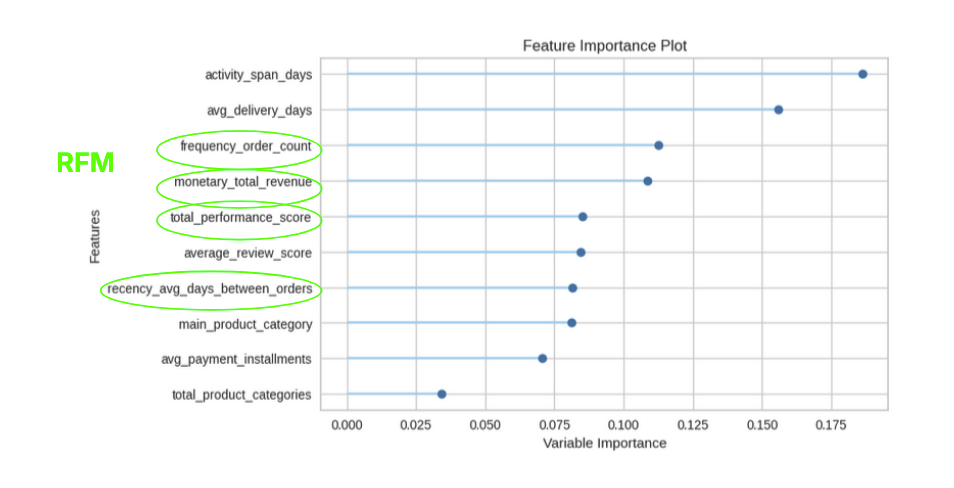 Feature Importance Plot
activity_span_days
avg_delivery_days
frequency_order_count
RFM
monetary_total_revenue
total_performance_score
Features
average_review_score
recency_avg_days_between_orders
main_product_category
avg_payment_installments
total_product_categories
0.000 0.025 0.050 0.075 0.100 0.125 0.150 0.175
Variable Importance